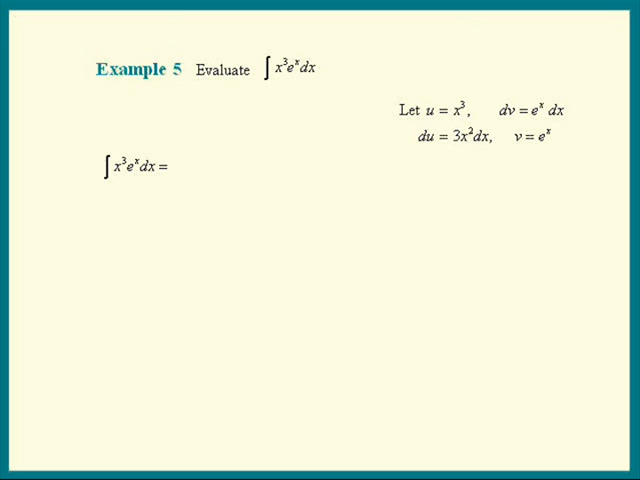 Example 5 Evaluate ∫x³eˣdx
Let u = x³, dv = eˣ dx
du = 3x²dx, v = eˣ
∫x³eˣdx =